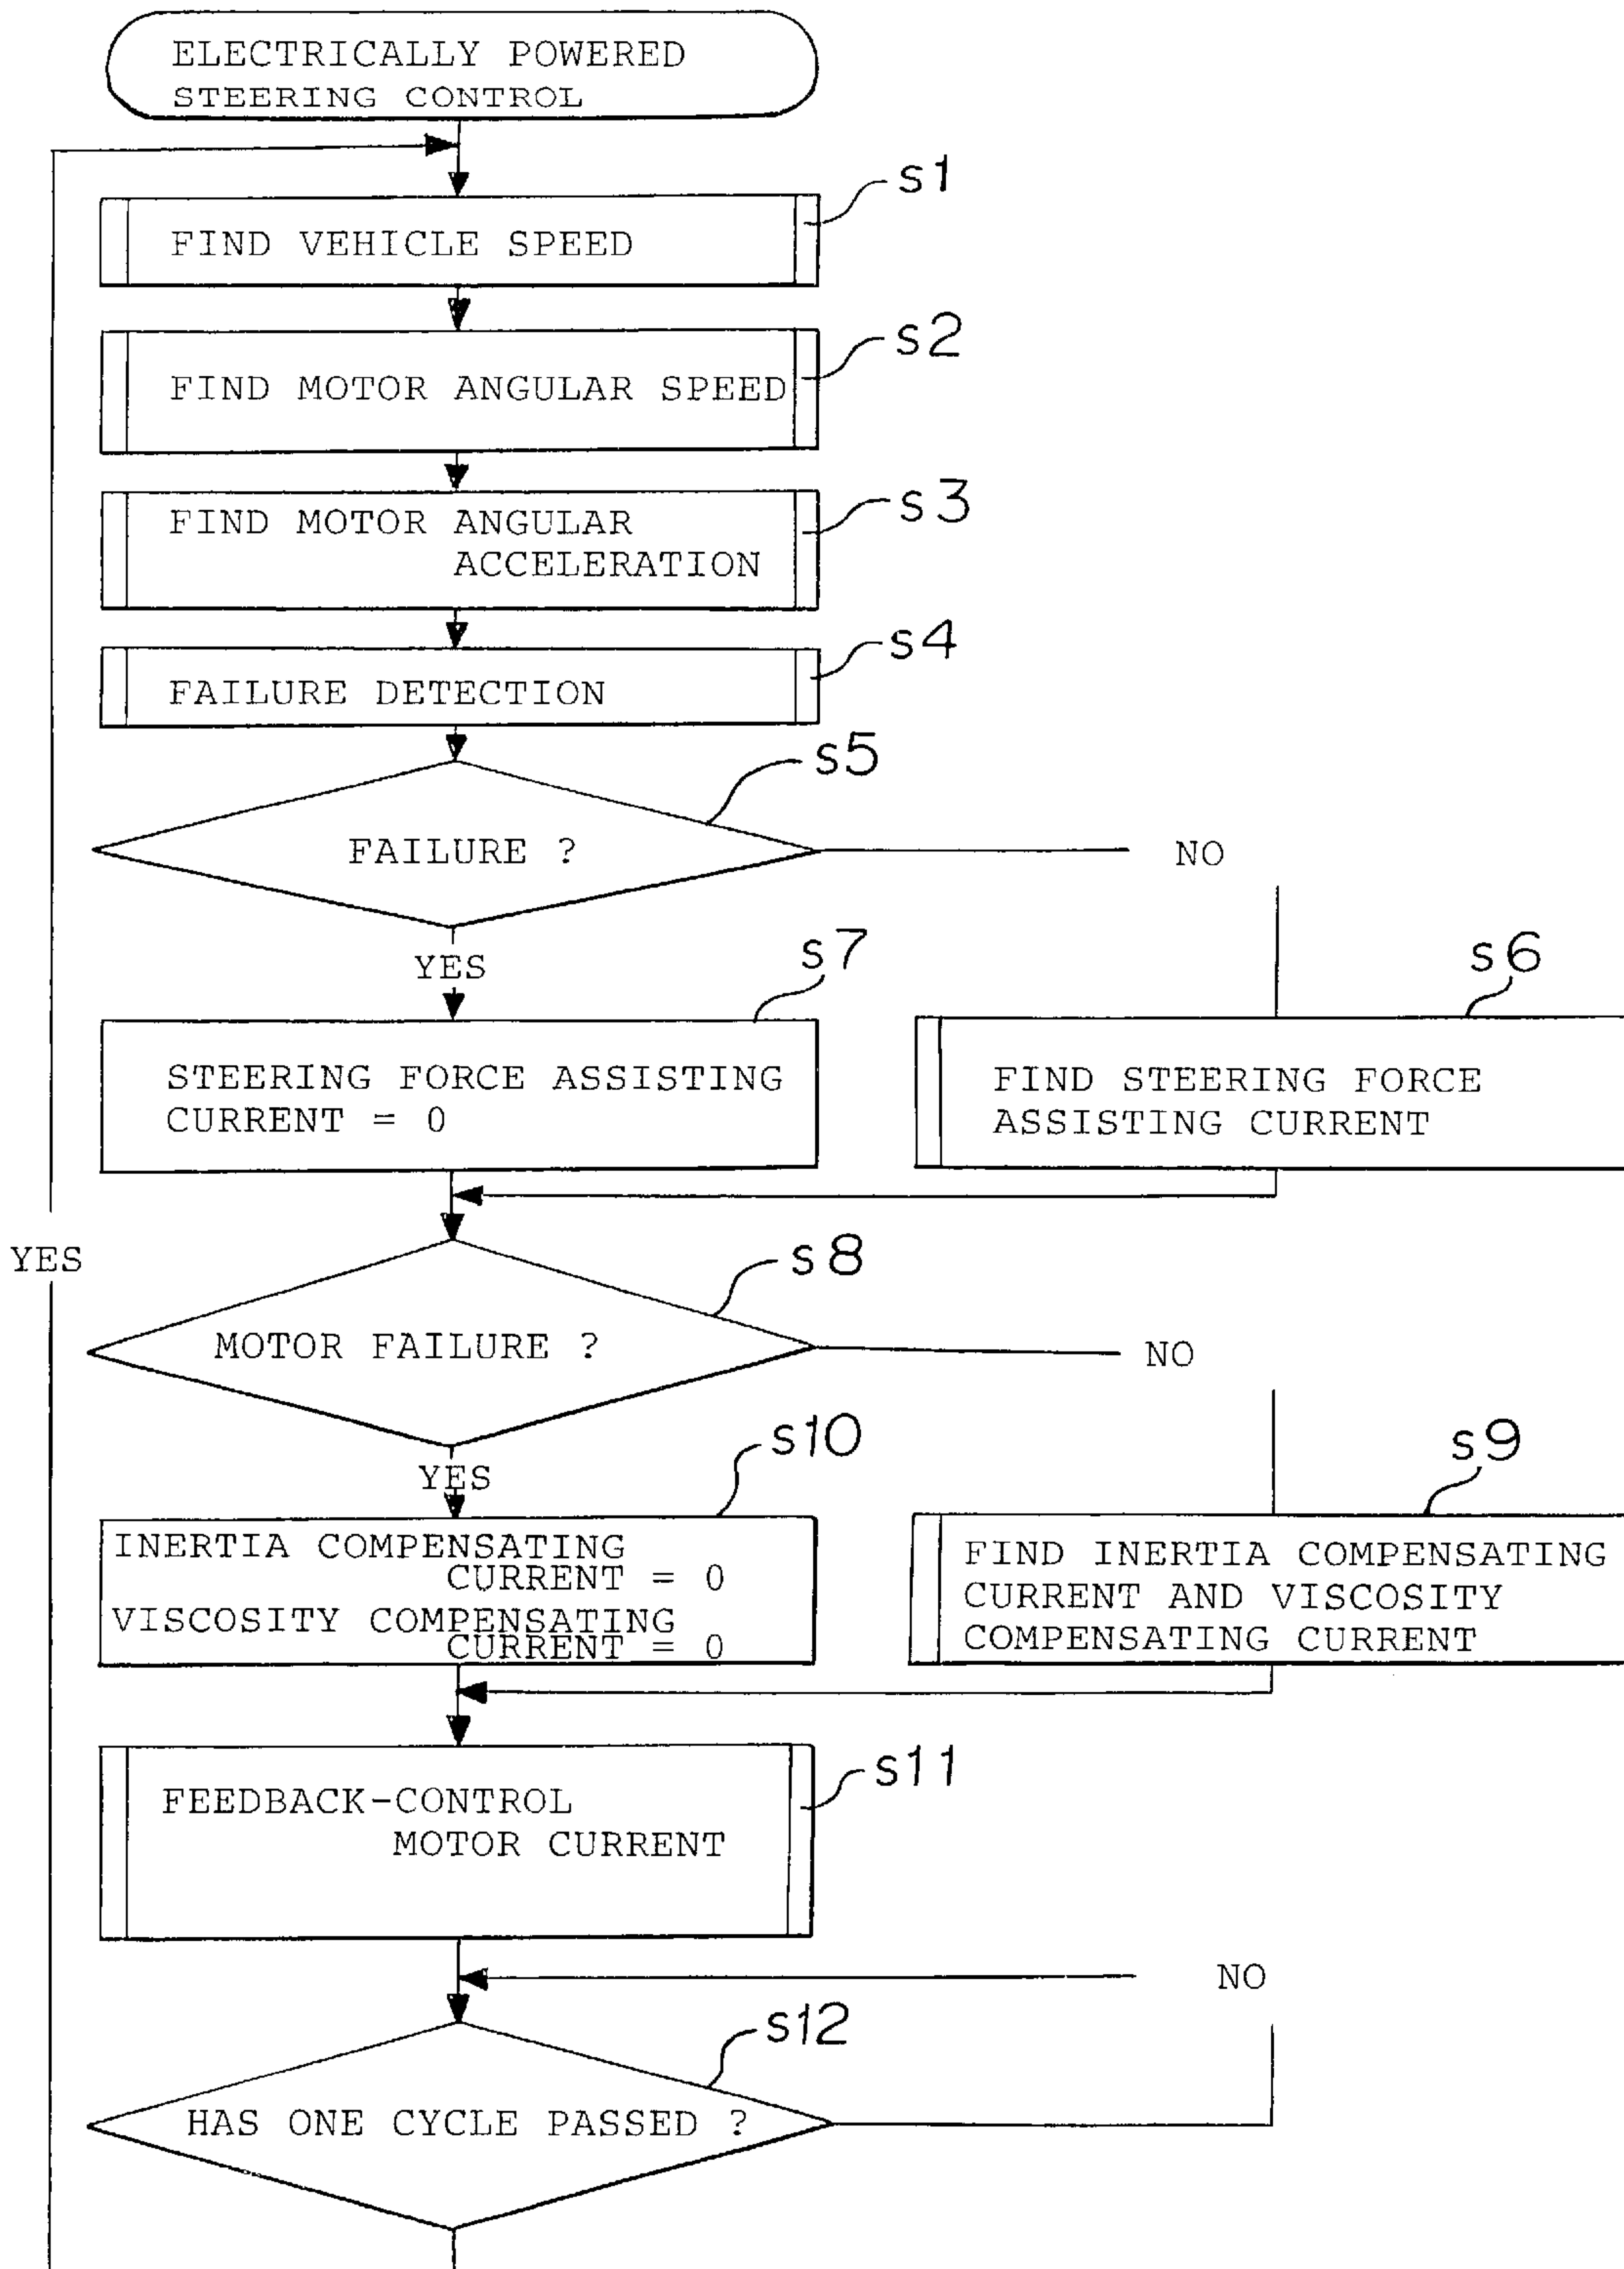 ELECTRICALLY POWERED
STEERING CONTROL
s1
FIND VEHICLE SPEED
s2
FIND MOTOR ANGULAR SPEED
s3
FIND MOTOR ANGULAR
ACCELERATION
s4
FAILURE DETECTION
s5
FAILURE ?
NO
YES
s7
s6
STEERING FORCE ASSISTING
CURRENT = 0
FIND STEERING FORCE
ASSISTING CURRENT
YES
s8
MOTOR FAILURE ?
NO
YES
s10
s9
INERTIA COMPENSATING
CURRENT = 0
VISCOSITY COMPENSATING
CURRENT = 0
FIND INERTIA COMPENSATING
CURRENT AND VISCOSITY
COMPENSATING CURRENT
s11
FEEDBACK-CONTROL
MOTOR CURRENT
NO
s12
HAS ONE CYCLE PASSED ?